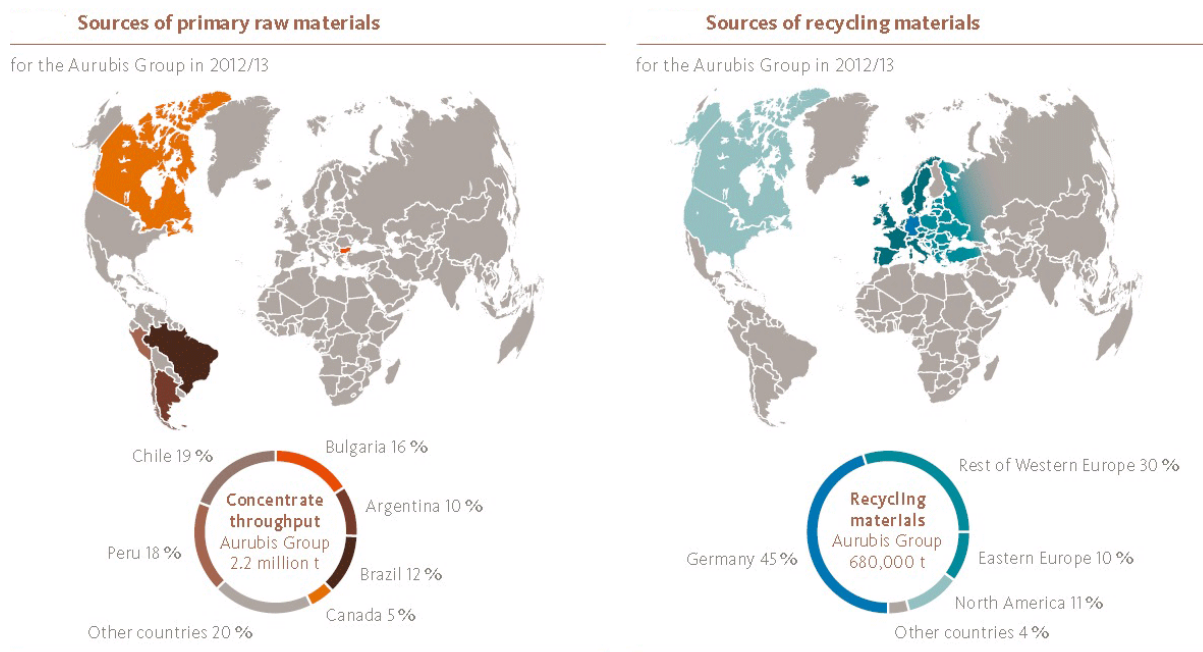 Sources of primary raw materials
for the Aurubis Group in 2012/13
Chile 19 %
Bulgaria 16 %
Argentina 10 %
Peru 18 %
Brazil 12 %
Canada 5 %
Other countries 20 %
Concentrate
throughput
Aurubis Group
2.2 million t
Sources of recycling materials
for the Aurubis Group in 2012/13
Rest of Western Europe 30 %
Germany 45 %
Eastern Europe 10 %
North America 11 %
Other countries 4 %
Recycling
materials
Aurubis Group
680,000 t